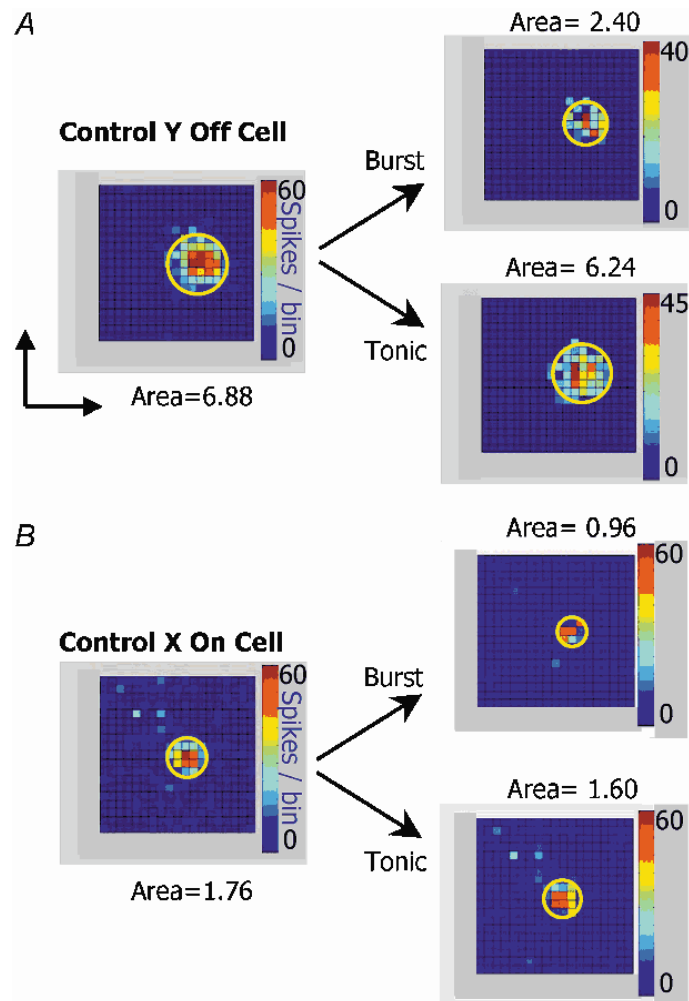 A
Control Y Off Cell
60
Spikes / bin
0
Area=6.88
Burst
Tonic
Area= 2.40
40
0
Area= 6.24
45
0
B
Control X On Cell
60
Spikes / bin
0
Area=1.76
Burst
Tonic
Area= 0.96
60
0
Area= 1.60
60
0